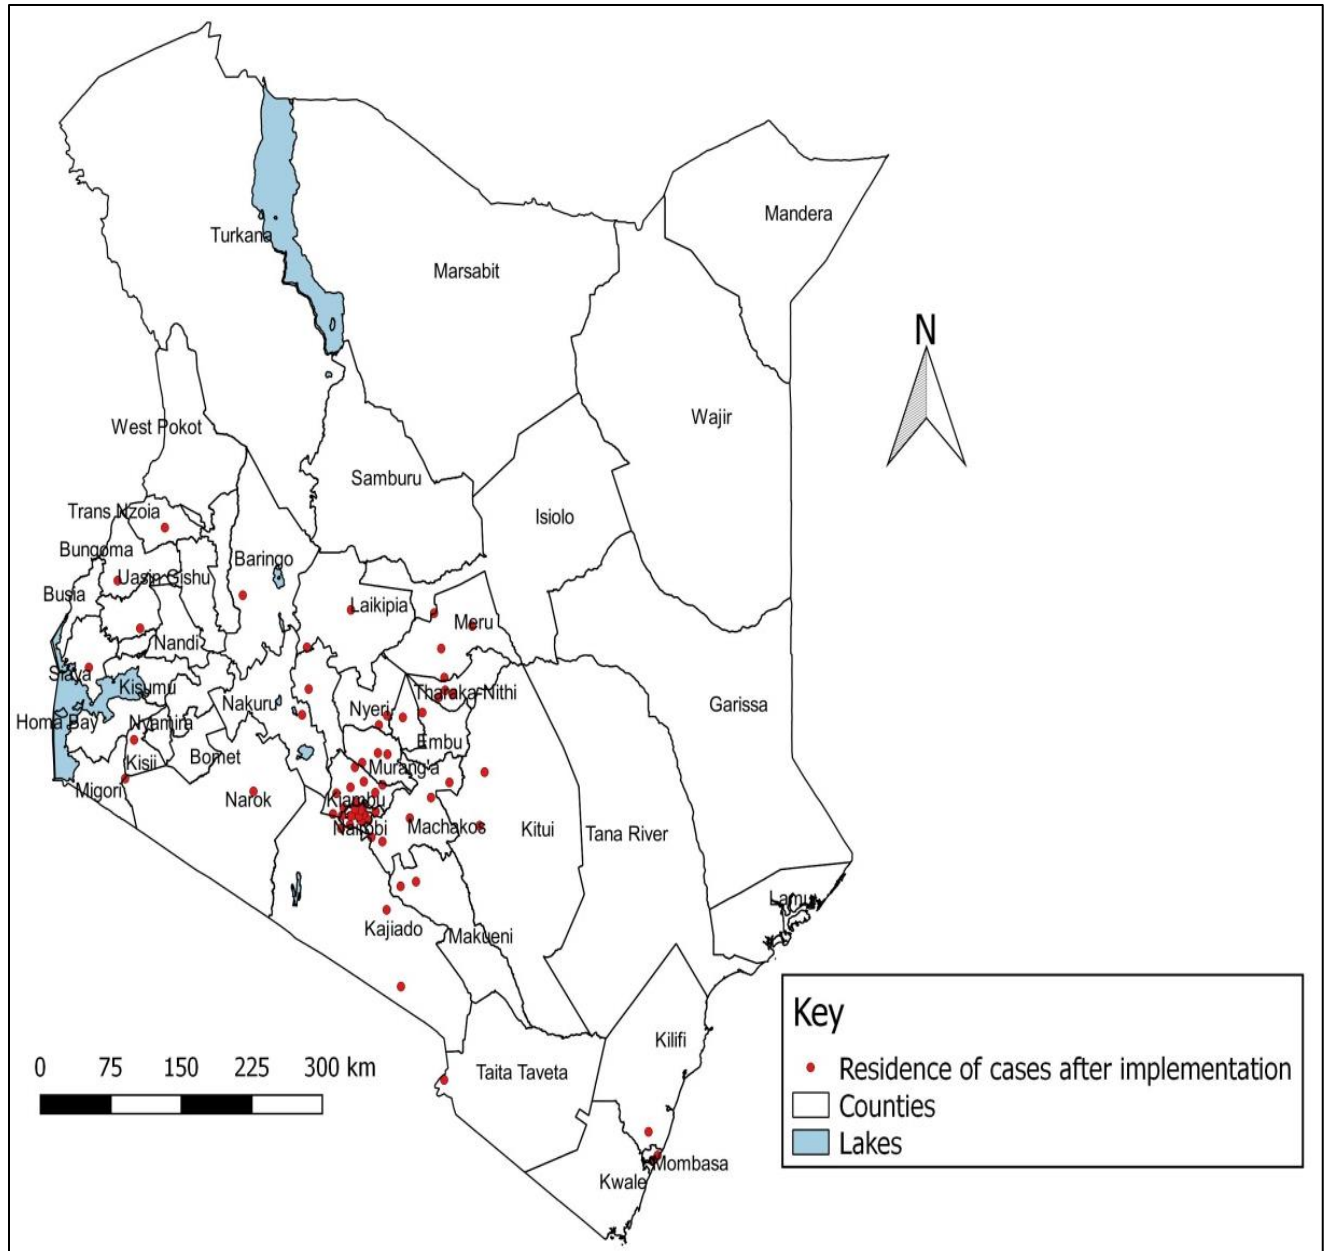 Mandera
Turkana
Marsabit
N
Wajir
West Pokot
Samburu
Trans Nzoia
Isiolo
Bungoma
Baringo
Uasin Gishu
Busia
Laikipia
Meru
Nandi
Siaya
Kisumu
Tharaka-Nithi
Nakuru
Garissa
Nyeri
Homa Bay
Nyamira
Embu
Bomet
Kisii
Murang'a
Migori
Narok
Kiambu
Nairobi
Machakos
Kitui
Tana River
Lamu
Kajiado
Makueni
Key
Kilifi
Residence of cases after implementation
0 75 150 225 300 km
Taita Taveta
Counties
Lakes
Mombasa
Kwale